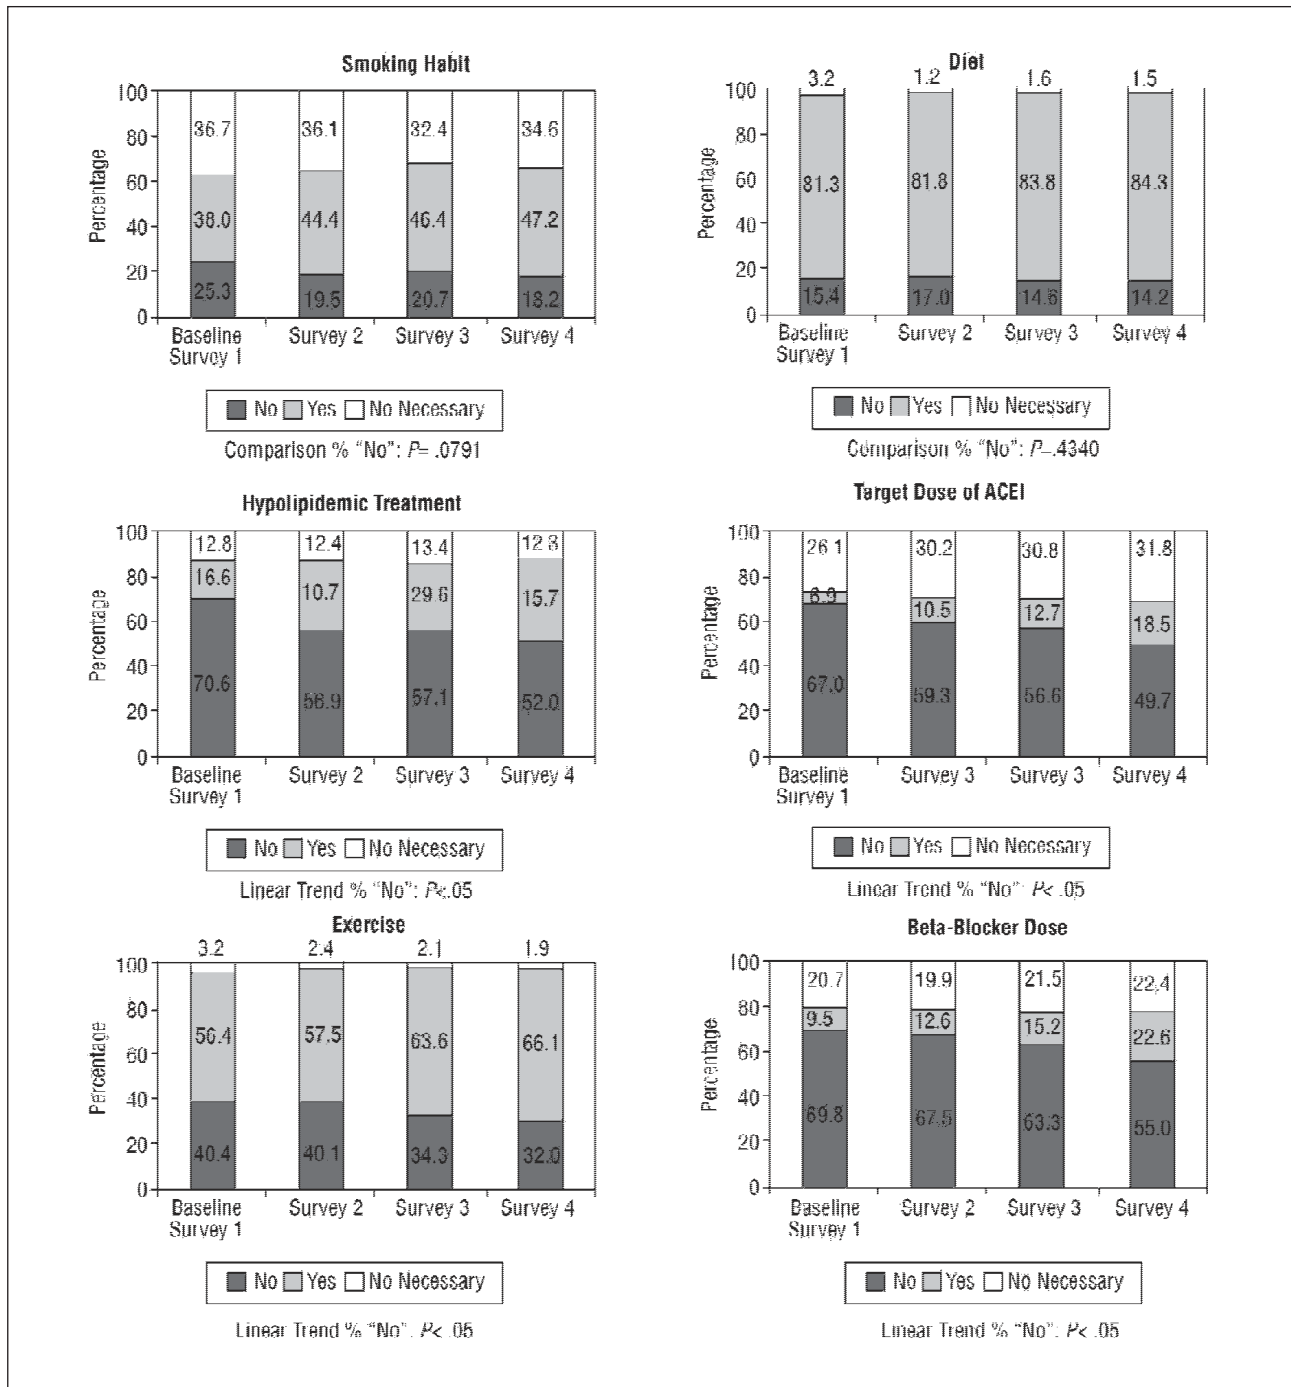 Smoking Habit
Percentage
100
80
60
40
20
0
36.7 36.1 32.4 34.6
38.0 44.4 46.4 47.2
25.3 19.5 20.7 18.2
Baseline Survey 2 Survey 3 Survey 4
Survey 1
No Yes No Necessary
Comparison % “No”: P= .0791
Diet
3.2 1.2 1.6 1.5
Percentage
100
80
60
40
20
0
81.3 81.8 83.8 84.3
15.4 17.0 14.6 14.2
Baseline Survey 2 Survey 3 Survey 4
Survey 1
No Yes No Necessary
Comparison % “No”: P=.4340
Hypolipidemic Treatment
Percentage
100
80
60
40
20
0
12.8 12.4 13.4 12.3
16.6 10.7 29.6 15.7
70.6 56.9 57.1 52.0
Baseline Survey 2 Survey 3 Survey 4
Survey 1
No Yes No Necessary
Linear Trend % “No”: P<.05
Target Dose of ACEI
Percentage
100
80
60
40
20
0
26.1 30.2 30.8 31.8
6.9 10.5 12.7 18.5
67.0 59.3 56.6 49.7
Baseline Survey 3 Survey 3 Survey 4
Survey 1
No Yes No Necessary
Linear Trend % “No”: P< .05
Exercise
3.2 2.4 2.1 1.9
Percentage
100
80
60
40
20
0
56.4 57.5 63.6 66.1
40.4 40.1 34.3 32.0
Baseline Survey 2 Survey 3 Survey 4
Survey 1
No Yes No Necessary
Linear Trend % “No”: P< .05
Beta-Blocker Dose
Percentage
100
80
60
40
20
0
20.7 19.9 21.5 22.4
9.5 12.6 15.2 22.6
69.8 67.5 63.3 55.0
Baseline Survey 2 Survey 3 Survey 4
Survey 1
No Yes No Necessary
Linear Trend % “No”: P< .05